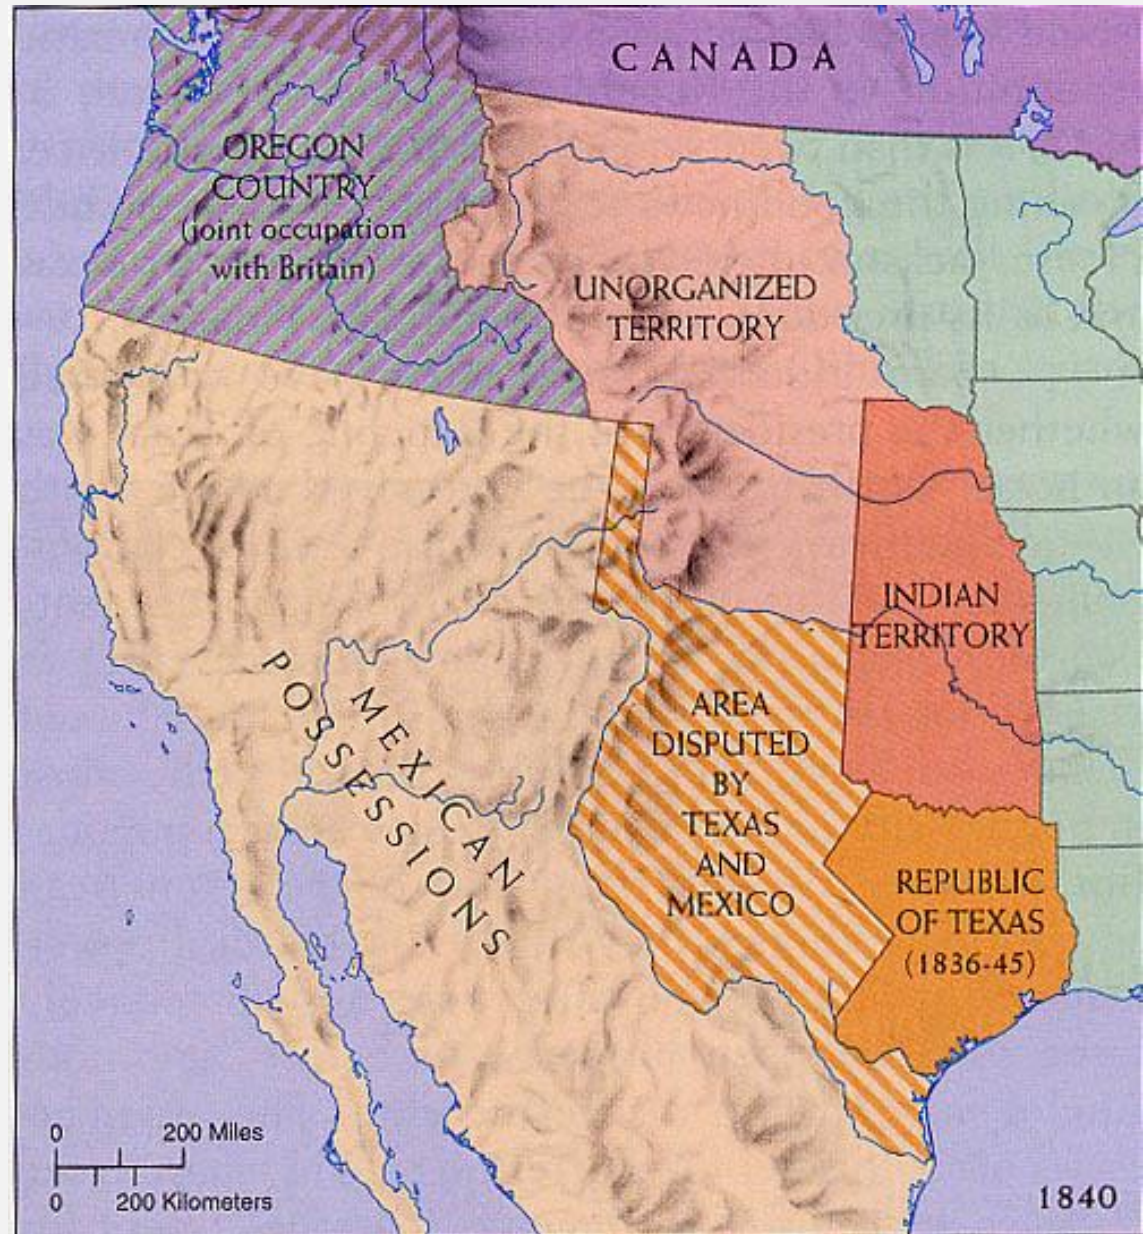 CANADA
OREGON
COUNTRY
(joint occupation
with Britain)
UNORGANIZED
TERRITORY
INDIAN
TERRITORY
MEXICAN
POSSESSIONS
AREA
DISPUTED
BY
TEXAS
AND
MEXICO
REPUBLIC
OF TEXAS
(1836-45)
0 200 Miles
0 200 Kilometers
1840